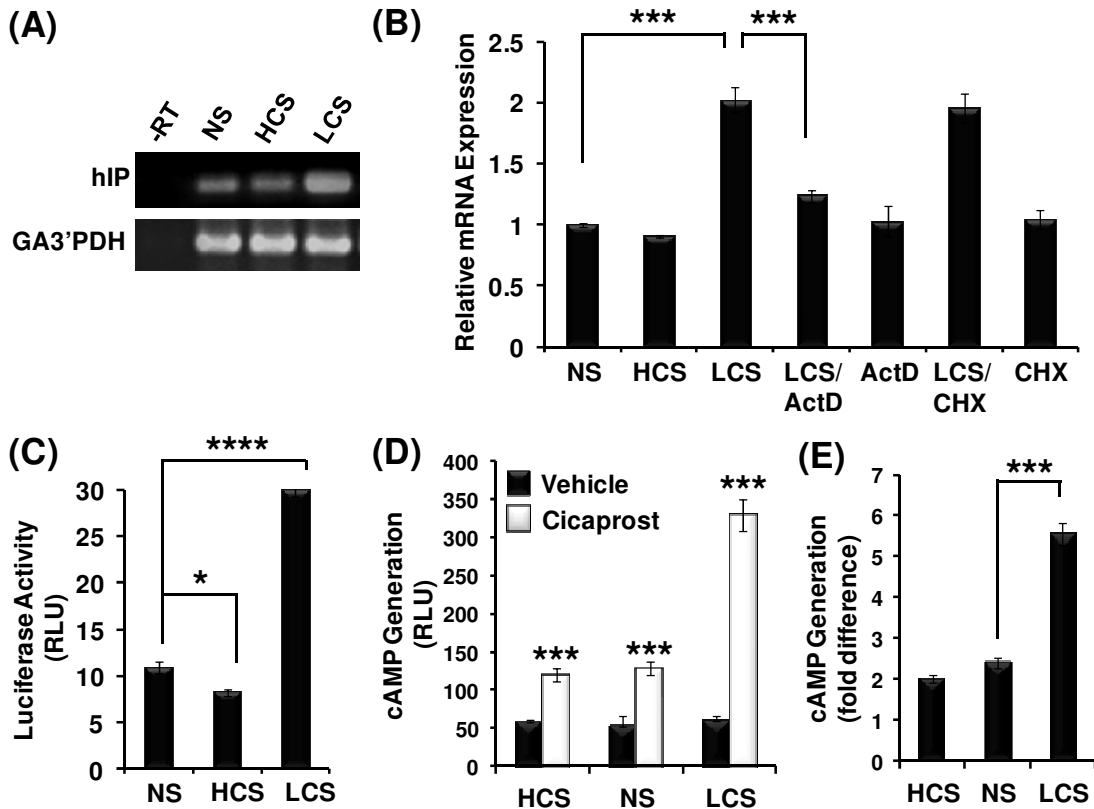 (A)
-RT NS HCS LCS
hIP
GA3'PDH
(B)
*** ***
Relative mRNA Expression
2.5
2
1.5
1
0.5
0
NS HCS LCS LCS/ ActD LCS/ CHX
ActD CHX
(C)
****
*
Luciferase Activity
(RLU)
30
25
20
15
10
5
0
NS HCS LCS
(D)
cAMP Generation
(RLU)
400
350
300
250
200
150
100
50
0
Vehicle
Cicaprost
***
*** ***
HCS NS LCS
(E)
***
cAMP Generation
(fold difference)
7
6
5
4
3
2
1
0
HCS NS LCS